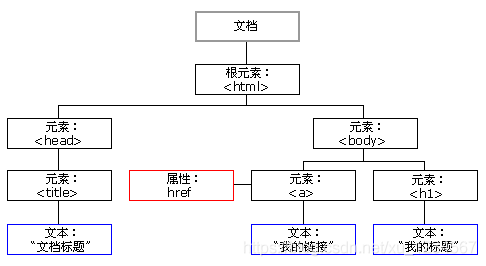 文档
根元素：
<html>
元素：
<head>
元素：
<body>
元素：
<title>
属性：
href
元素：
<a>
元素：
<h1>
文本：
“文档标题”
文本：
“我的链接”
文本：
“我的标题”